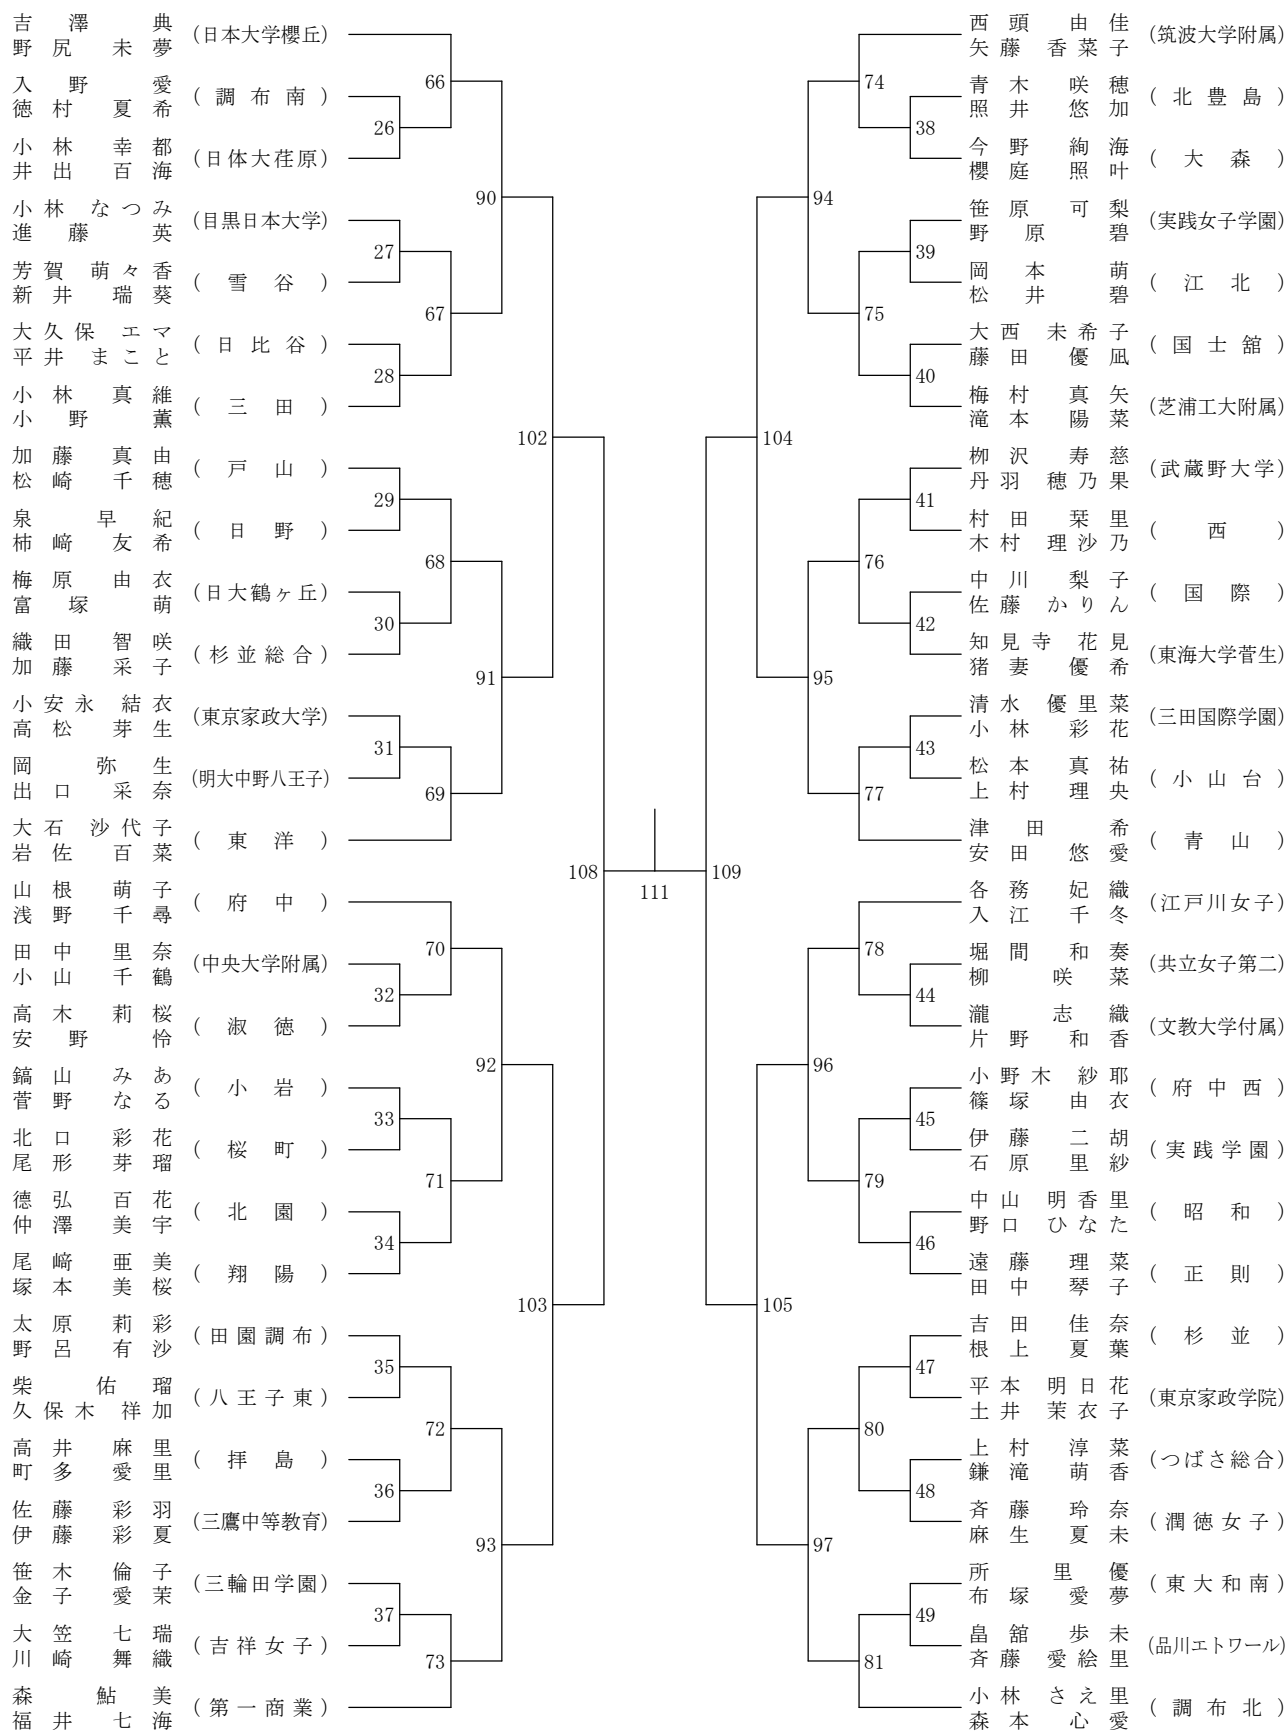 吉澤典
野尻未夢
(日本大学櫻丘)
入野愛
徳村夏希
(調布南)
小林幸都
井出百海
(日体大荏原)
小林なつみ
進藤英
(目黒日本大学)
芳賀萌々香
新井瑞葵
(雪谷)
大久保エマ
平井まこと
(日比谷)
小林真維
小野薫
(三田)
加藤真由
松崎千穂
(戸山)
泉早紀
柿﨑友希
(日野)
梅原由衣
富塚萌
(日大鶴ヶ丘)
織田智咲
加藤采子
(杉並総合)
小安永結衣
高松芽生
(東京家政大学)
岡弥生
出口采奈
(明大中野八王子)
大石沙代子
岩佐百菜
(東洋)
山根萌子
浅野千尋
(府中)
田中里奈
小山千鶴
(中央大学附属)
高木莉桜
安野怜
(淑徳)
鎬山みあ
菅野なる
(小岩)
北口彩花
尾形芽瑠
(桜町)
徳弘百花
仲澤美宇
(北園)
尾﨑亜美
塚本美桜
(翔陽)
太原莉彩
野呂有沙
(田園調布)
柴佑瑠
久保木祥加
(八王子東)
高井麻里
町多愛里
(拝島)
佐藤彩羽
伊藤彩夏
(三鷹中等教育)
笹木倫子
金子愛茉
(三輪田学園)
大笠七瑞
川崎舞織
(吉祥女子)
森鮎美
福井七海
(第一商業)
66
26
90
27
67
28
102
29
68
30
91
31
69
108
70
32
92
33
71
34
103
35
72
36
93
37
73
111
109
74
38
94
39
75
40
104
41
76
42
95
43
77
78
44
96
45
79
46
105
47
80
48
97
49
81
西頭由佳
矢藤香菜子
(筑波大学附属)
青木咲穂
照井悠加
(北豊島)
今野絢海
櫻庭照叶
(大森)
笹原可梨
野原碧
(実践女子学園)
岡本萌
松井碧
(江北)
大西未希子
藤田優凪
(国士舘)
梅村真矢
滝本陽菜
(芝浦工大附属)
栁沢寿慈
丹羽穂乃果
(武蔵野大学)
村田栞里
木村理沙乃
(西)
中川梨子
佐藤かりん
(国際)
知見寺花見
猪妻優希
(東海大学菅生)
清水優里菜
小林彩花
(三田国際学園)
松本真祐
上村理央
(小山台)
津田希
安田悠愛
(青山)
各務妃織
入江千冬
(江戸川女子)
堀間和奏
柳咲菜
(共立女子第二)
瀧志織
片野和香
(文教大学付属)
小野木紗耶
篠塚由衣
(府中西)
伊藤二胡
石原里紗
(実践学園)
中山明香里
野口ひなた
(昭和)
遠藤理菜
田中琴子
(正則)
吉田佳奈
根上夏葉
(杉並)
平本明日花
土井茉衣子
(東京家政学院)
上村淳菜
鎌滝萌香
(つばさ総合)
斉藤玲奈
麻生夏未
(潤徳女子)
所里優
布塚愛夢
(東大和南)
畠舘歩未
斉藤愛絵里
(品川エトワール)
小林さえ里
森本心愛
(調布北)